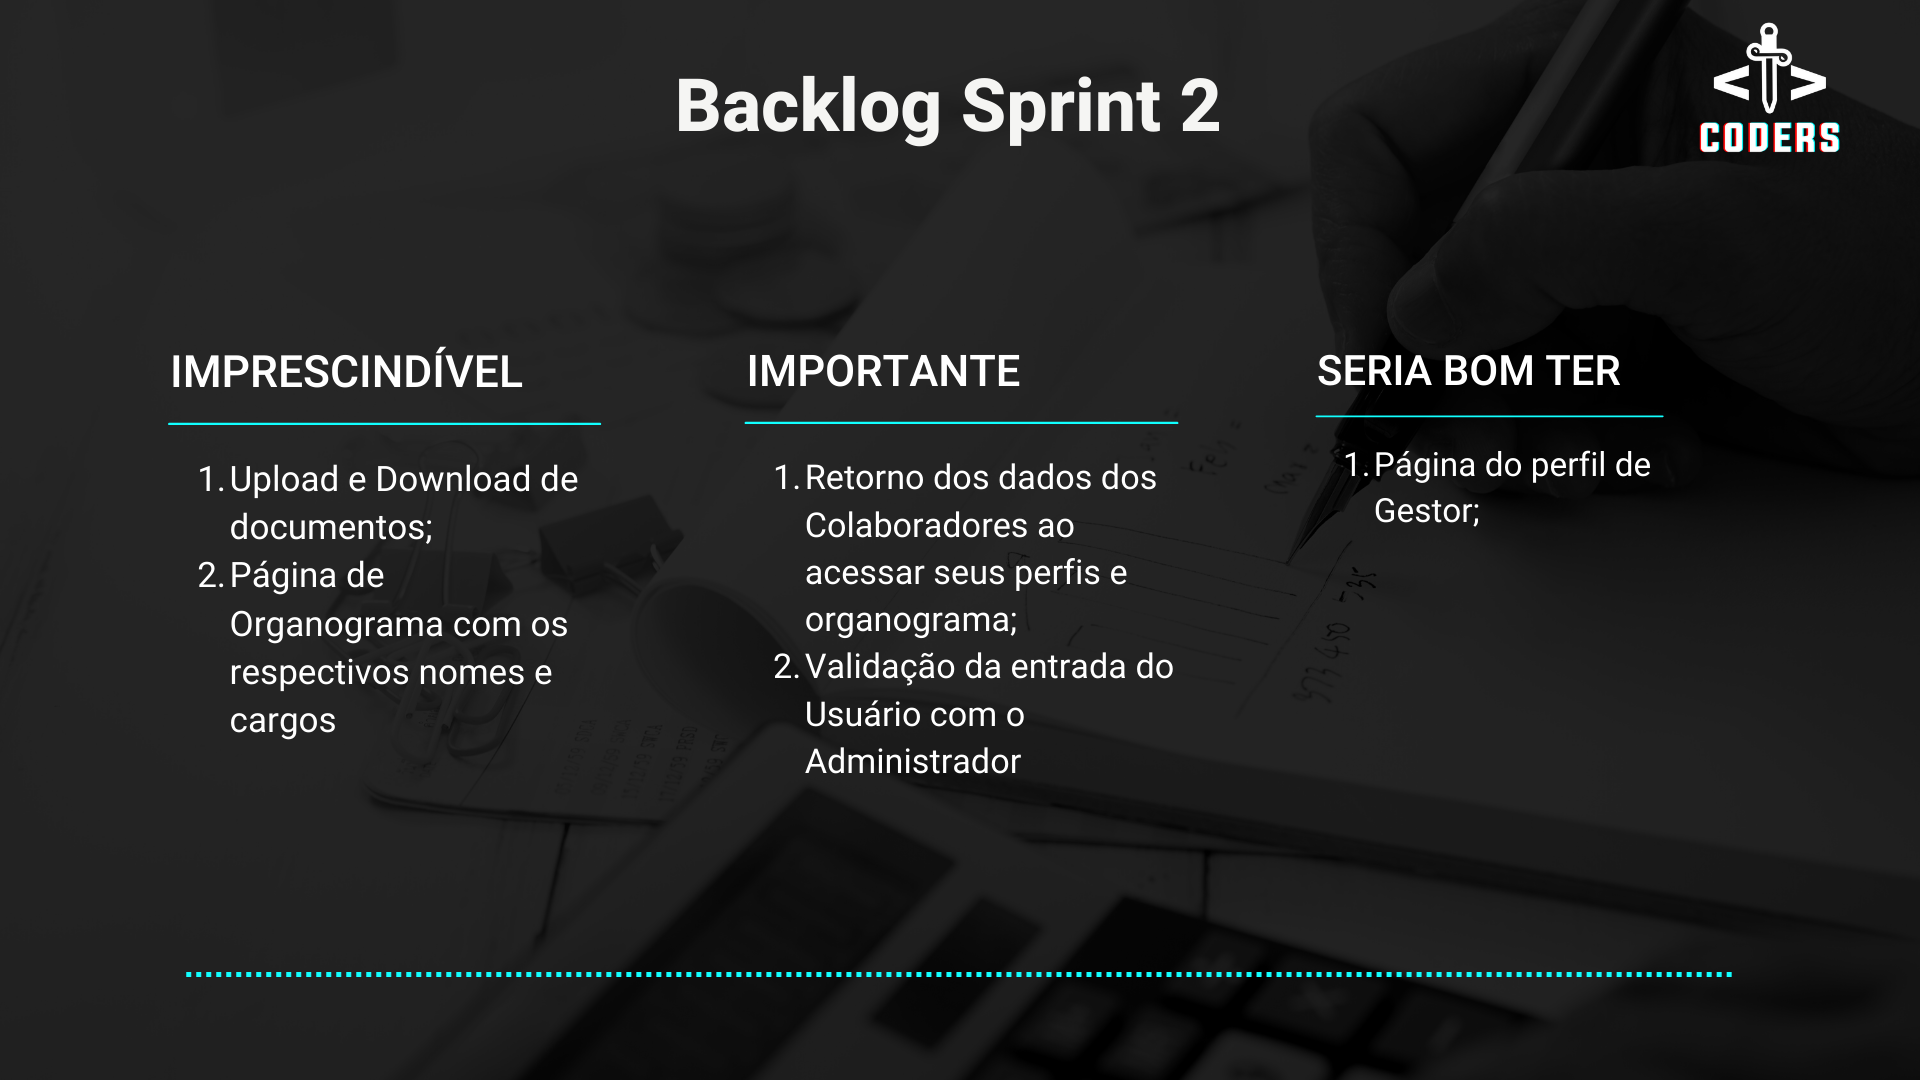 Backlog Sprint 2
CODERS
IMPRESCINDÍVEL
1. Upload e Download de
documentos;
2. Página de
Organograma com os
respectivos nomes e
cargos
IMPORTANTE
1. Retorno dos dados dos
Colaboradores ao
acessar seus perfis e
organograma;
2. Validação da entrada do
Usuário com o
Administrador
SERIA BOM TER
1. Página do perfil de
Gestor;